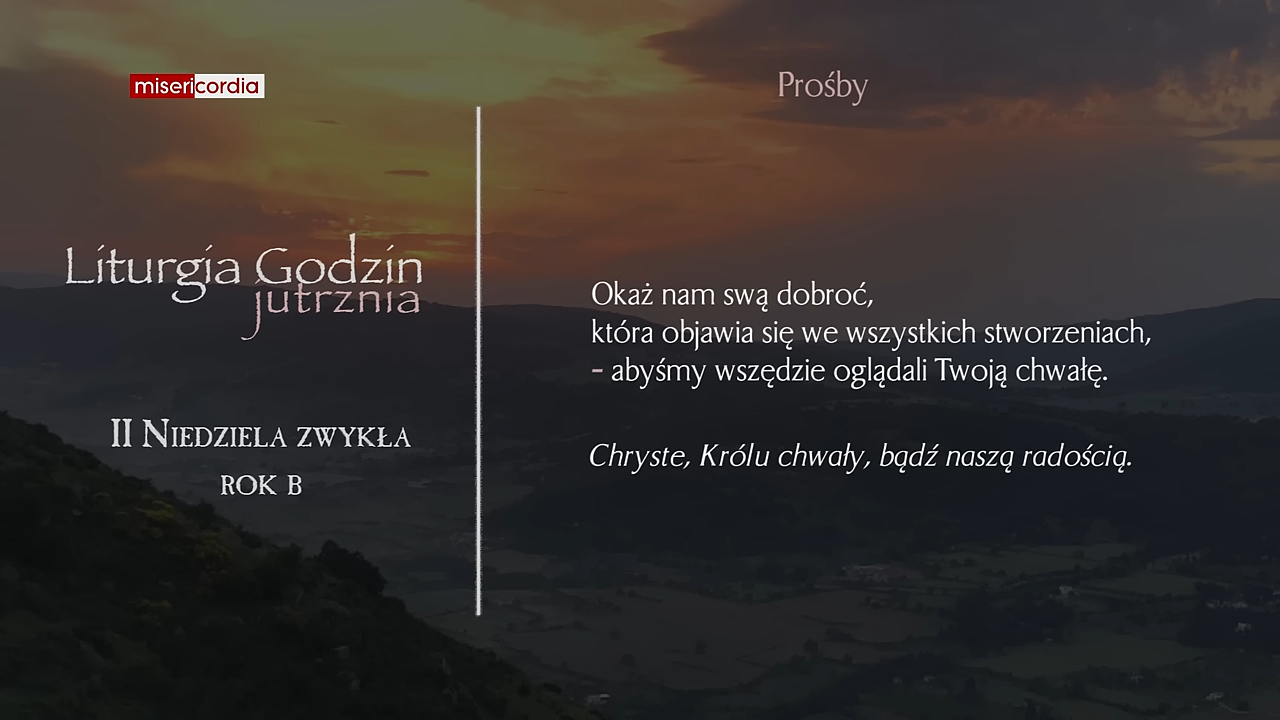 misericordia
Prośby
Liturgia Godzin
jutrznia
II Niedziela zwykła
rok B
Okaż nam swą dobroć,
która objawia się we wszystkich stworzeniach,
- abyśmy wszędzie oglądali Twoją chwałę.
Chryste, Królu chwały, bądź naszą radością.